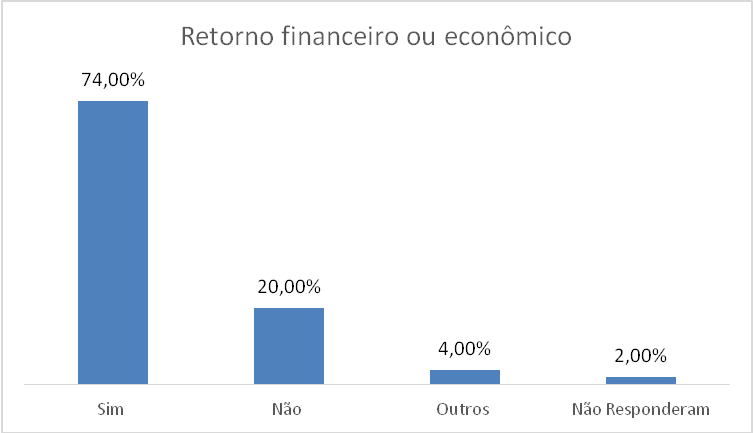 Retorno financeiro ou econômico
74,00%
20,00%
4,00%
2,00%
Sim
Não
Outros
Não Responderam